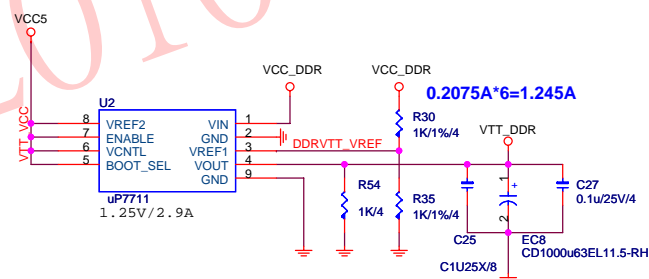 VCC5
VCC_DDR
VCC_DDR
0.2075A*6=1.245A
U2
VTT_VCC
8 VREF2 VIN 1
7 ENABLE GND 2
6 VCNTL VREF1 3 DDRVTT_VREF
5 BOOT_SEL VOUT 4
GND 9
uP7711
1.25V/2.9A
R30
1K/1%/4
VTT_DDR
R54
1K/4
R35
1K/1%/4
C25
C1U25X/8
1
+
2
EC8
CD1000u63EL11.5-RH
C27
0.1u/25V/4